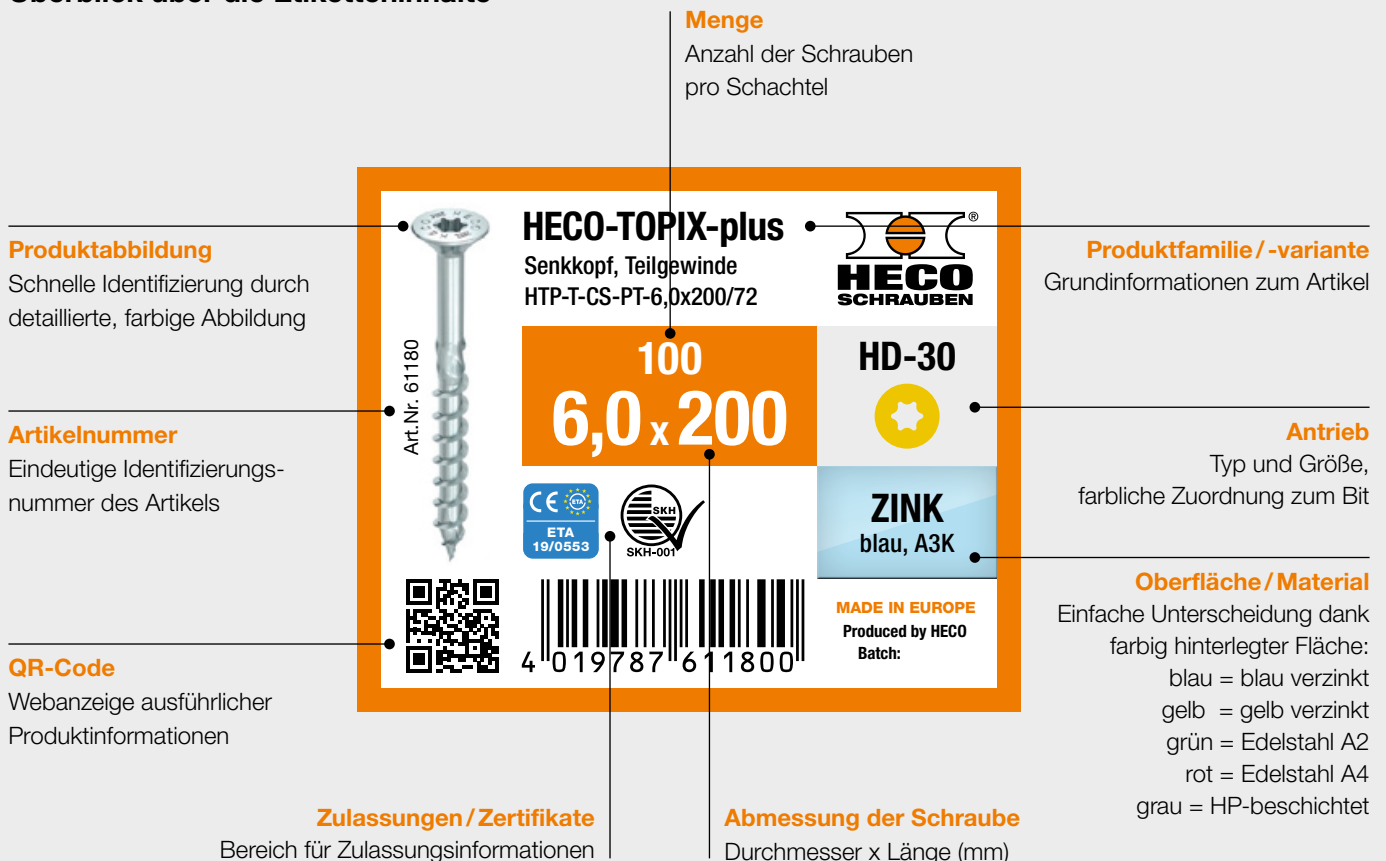 Überblick über die Etiketteninhalte
Menge
Anzahl der Schrauben
pro Schachtel
Produktabbildung
Schnelle Identifizierung durch
detaillierte, farbige Abbildung
Artikelnummer
Eindeutige Identifizierungs-
nummer des Artikels
QR-Code
Webanzeige ausführlicher
Produktinformationen
Art.Nr. 61180
HECO-TOPIX-plus
Senkkopf, Teilgewinde
HTP-T-CS-PT-6,0x200/72
®
HECO
SCHRAUBEN
100
6,0 x 200
HD-30
CE ETA
ETA
19/0553
SKH
SKH-001
ZINK
blau, A3K
4 019787 611800
MADE IN EUROPE
Produced by HECO
Batch:
Produktfamilie / -variante
Grundinformationen zum Artikel
Antrieb
Typ und Größe,
farbliche Zuordnung zum Bit
Oberfläche / Material
Einfache Unterscheidung dank
farbig hinterlegter Fläche:
blau = blau verzinkt
gelb = gelb verzinkt
grün = Edelstahl A2
rot = Edelstahl A4
grau = HP-beschichtet
Zulassungen / Zertifikate
Bereich für Zulassungsinformationen
Abmessung der Schraube
Durchmesser x Länge (mm)